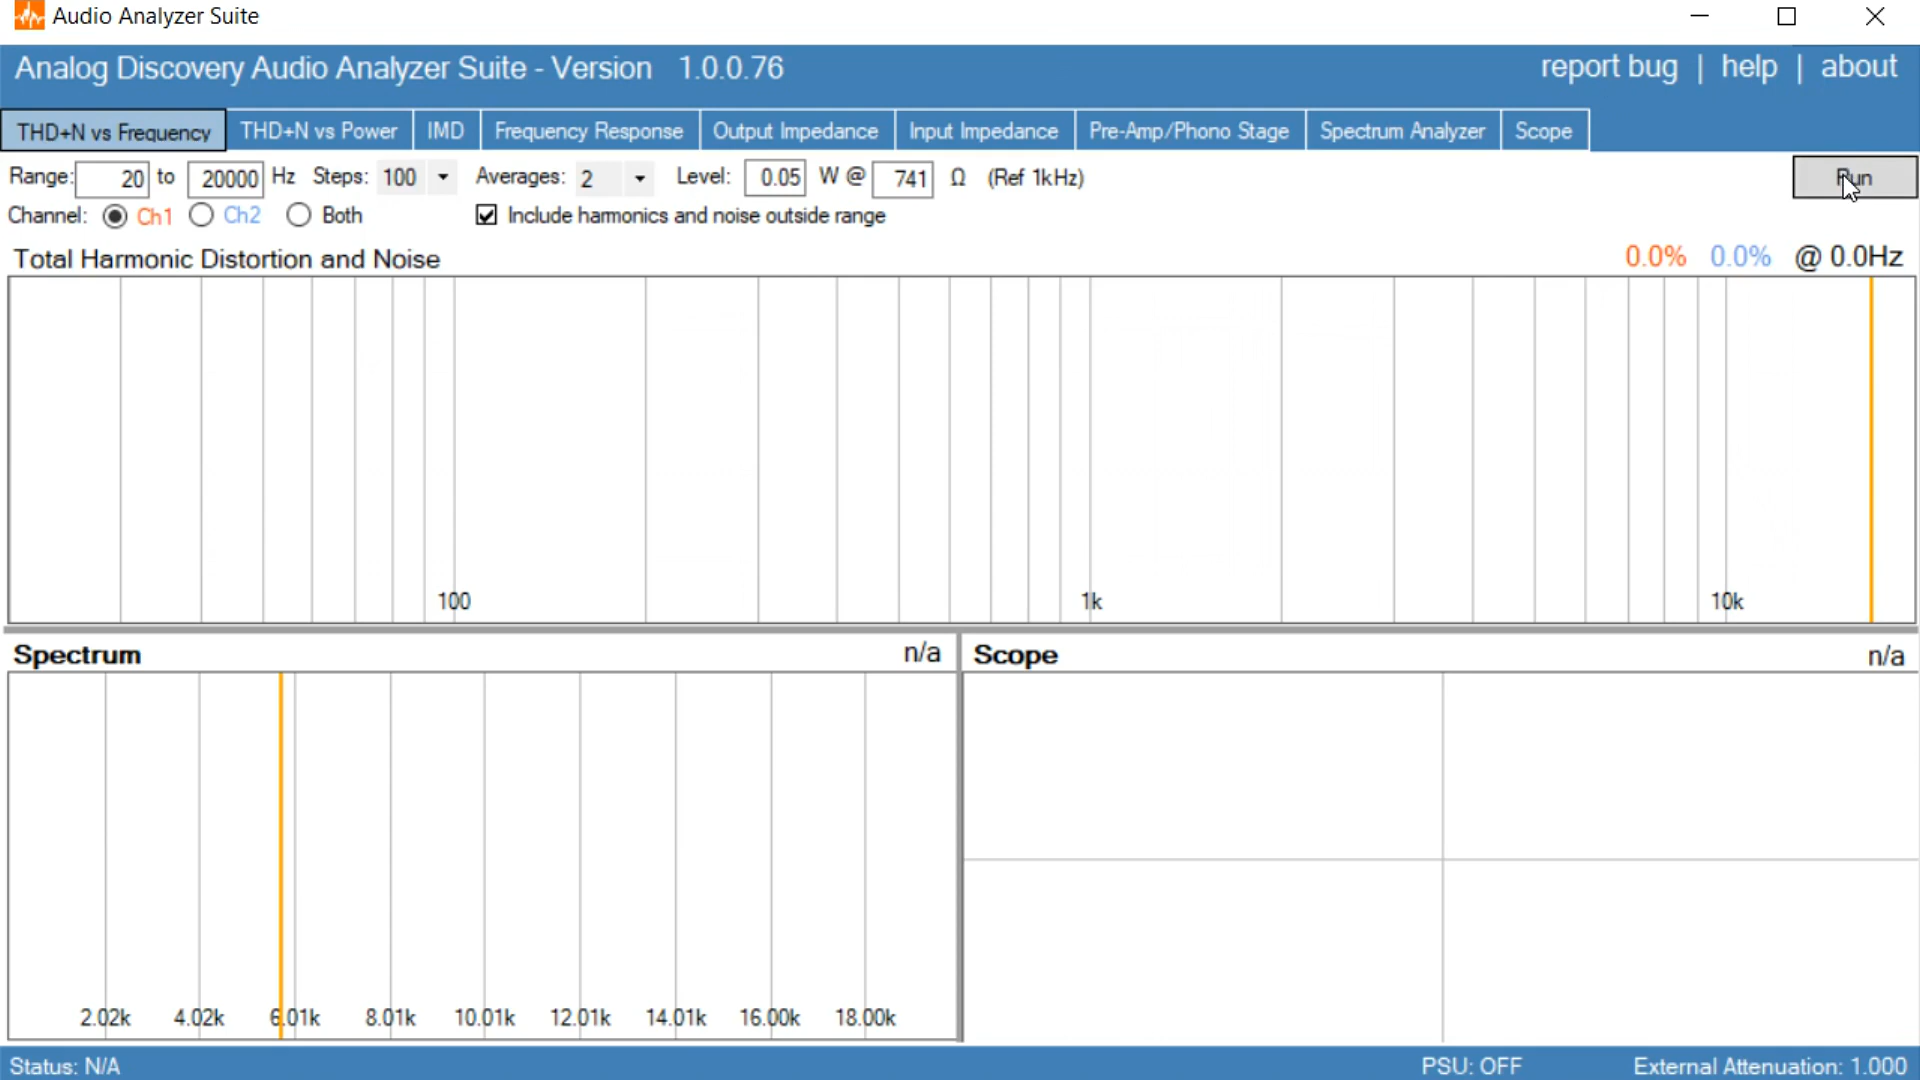 Audio Analyzer Suite
Analog Discovery Audio Analyzer Suite - Version 1.0.0.76
report bug | help | about
THD+N vs Frequency THD+N vs Power IMD Frequency Response Output Impedance Input Impedance Pre-Amp/Phono Stage Spectrum Analyzer Scope
Range: 20 to 20000 Hz Steps: 100 Averages: 2 Level: 0.05 W @ 741 Ω (Ref 1kHz) Run
Channel: Ch1 Ch2 Both Include harmonics and noise outside range
Total Harmonic Distortion and Noise 0.0% 0.0% @ 0.0Hz
100 1k 10k
Spectrum n/a Scope n/a
2.02k 4.02k 6.01k 8.01k 10.01k 12.01k 14.01k 16.00k 18.00k
Status: N/A PSU: OFF External Attenuation: 1.000